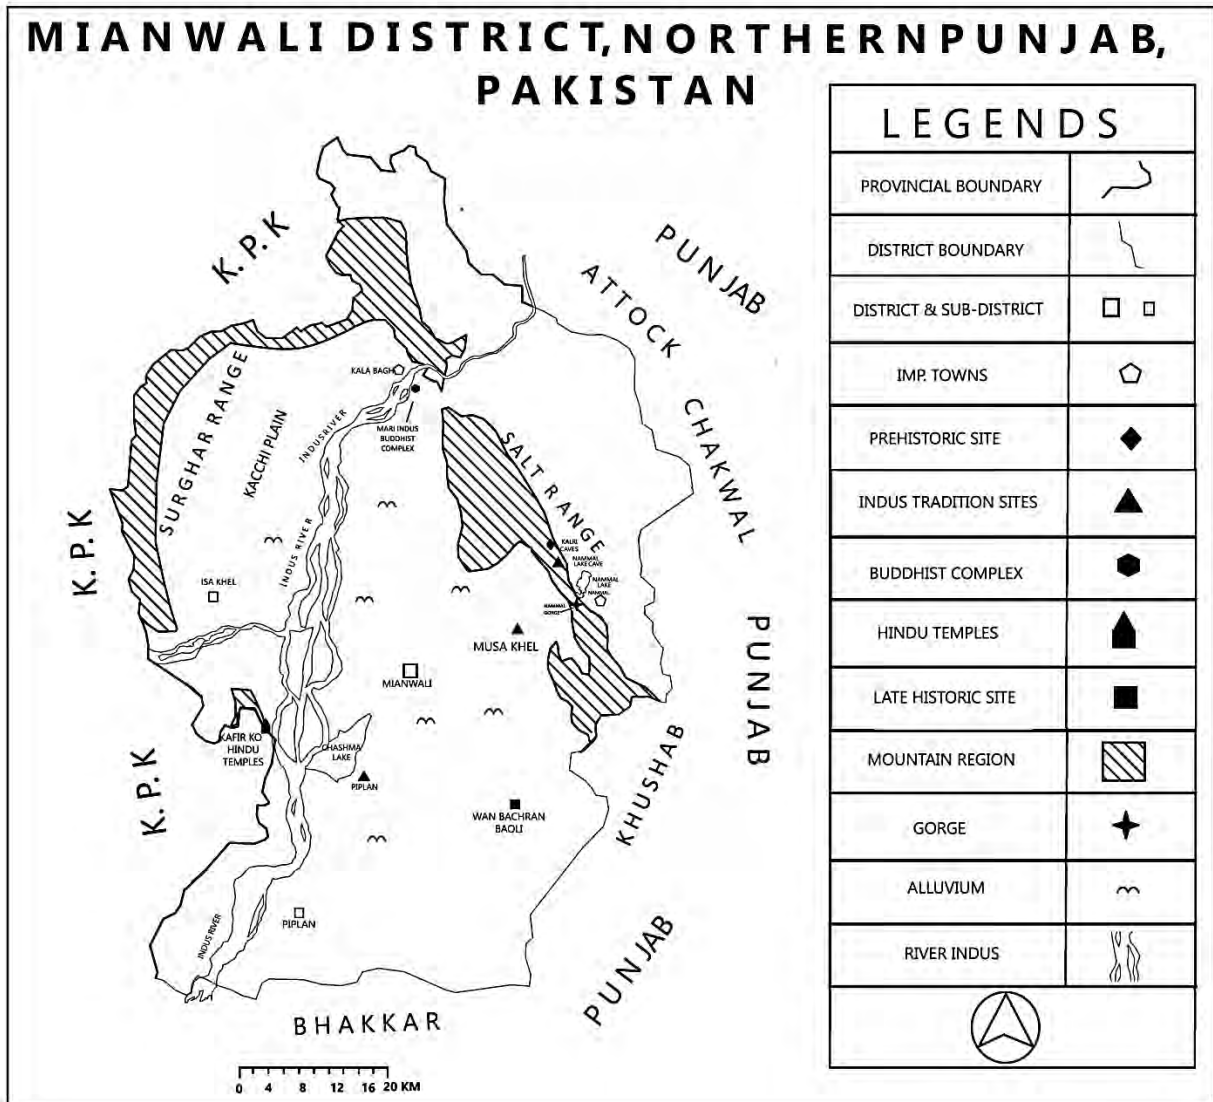 MIANWALI DISTRICT, NORTHERNPUNJAB,
PAKISTAN
LEGENDS
PROVINCIAL BOUNDARY
DISTRICT BOUNDARY
DISTRICT & SUB-DISTRICT
IMP. TOWNS
PREHISTORIC SITE
INDUS TRADITION SITES
BUDDHIST COMPLEX
HINDU TEMPLES
LATE HISTORIC SITE
MOUNTAIN REGION
GORGE
ALLUVIUM
RIVER INDUS
K. P. K
PUNJAB
ATTOCK
CHAKWAL
KALA BAGH
MARI INDUS
BUDDHIST
COMPLEX
SURGHAR RANGE
KACCHI PLAIN
INDUS RIVER
SALT RANGE
K. P. K
INDUS RIVER
KALRI
CAVES
NAMMAL
LAKE CAVE
NAMMAL
LAKE
NAMMAL
NAMMAL
GORGE
ISA KHEL
MUSA KHEL
PUNJAB
MIANWALI
KAFIR KO
HINDU
TEMPLES
CHASHMA
LAKE
PIPLAN
K. P. K
WAN BACHRAN
BAOLI
KHUSHAB
PIPLAN
INDUS RIVER
PUNJAB
BHAKKAR
0 4 8 12 16 20 KM